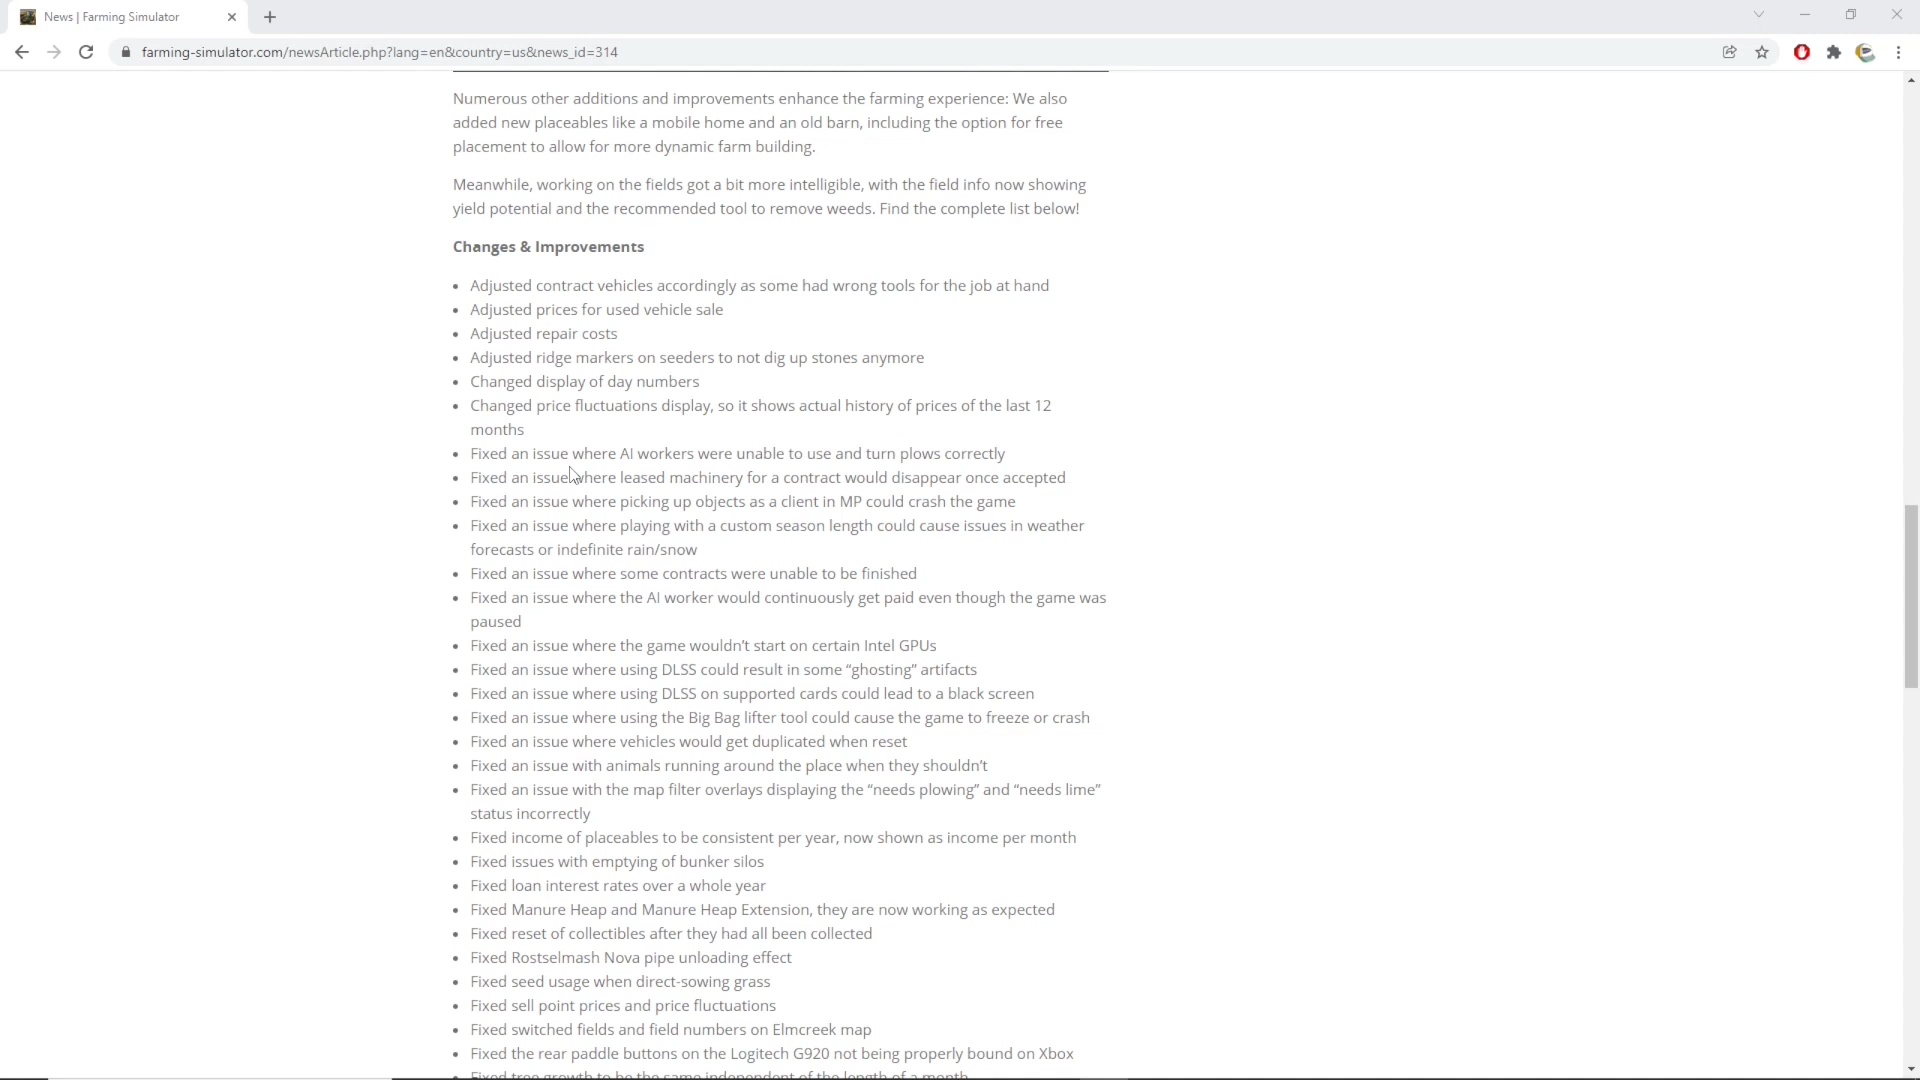 News | Farming Simulator
farming-simulator.com/newsArticle.php?lang=en&country=us&news_id=314
Numerous other additions and improvements enhance the farming experience: We also
added new placeables like a mobile home and an old barn, including the option for free
placement to allow for more dynamic farm building.
Meanwhile, working on the fields got a bit more intelligible, with the field info now showing
yield potential and the recommended tool to remove weeds. Find the complete list below!
Changes & Improvements
• Adjusted contract vehicles accordingly as some had wrong tools for the job at hand
• Adjusted prices for used vehicle sale
• Adjusted repair costs
• Adjusted ridge markers on seeders to not dig up stones anymore
• Changed display of day numbers
• Changed price fluctuations display, so it shows actual history of prices of the last 12
months
• Fixed an issue where AI workers were unable to use and turn plows correctly
• Fixed an issue where leased machinery for a contract would disappear once accepted
• Fixed an issue where picking up objects as a client in MP could crash the game
• Fixed an issue where playing with a custom season length could cause issues in weather
forecasts or indefinite rain/snow
• Fixed an issue where some contracts were unable to be finished
• Fixed an issue where the AI worker would continuously get paid even though the game was
paused
• Fixed an issue where the game wouldn’t start on certain Intel GPUs
• Fixed an issue where using DLSS could result in some “ghosting” artifacts
• Fixed an issue where using DLSS on supported cards could lead to a black screen
• Fixed an issue where using the Big Bag lifter tool could cause the game to freeze or crash
• Fixed an issue where vehicles would get duplicated when reset
• Fixed an issue with animals running around the place when they shouldn’t
• Fixed an issue with the map filter overlays displaying the “needs plowing” and “needs lime”
status incorrectly
• Fixed income of placeables to be consistent per year, now shown as income per month
• Fixed issues with emptying of bunker silos
• Fixed loan interest rates over a whole year
• Fixed Manure Heap and Manure Heap Extension, they are now working as expected
• Fixed reset of collectibles after they had all been collected
• Fixed Rostselmash Nova pipe unloading effect
• Fixed seed usage when direct-sowing grass
• Fixed sell point prices and price fluctuations
• Fixed switched fields and field numbers on Elmcreek map
• Fixed the rear paddle buttons on the Logitech G920 not being properly bound on Xbox
• Fixed tree growth to be the same independent of the length of a month